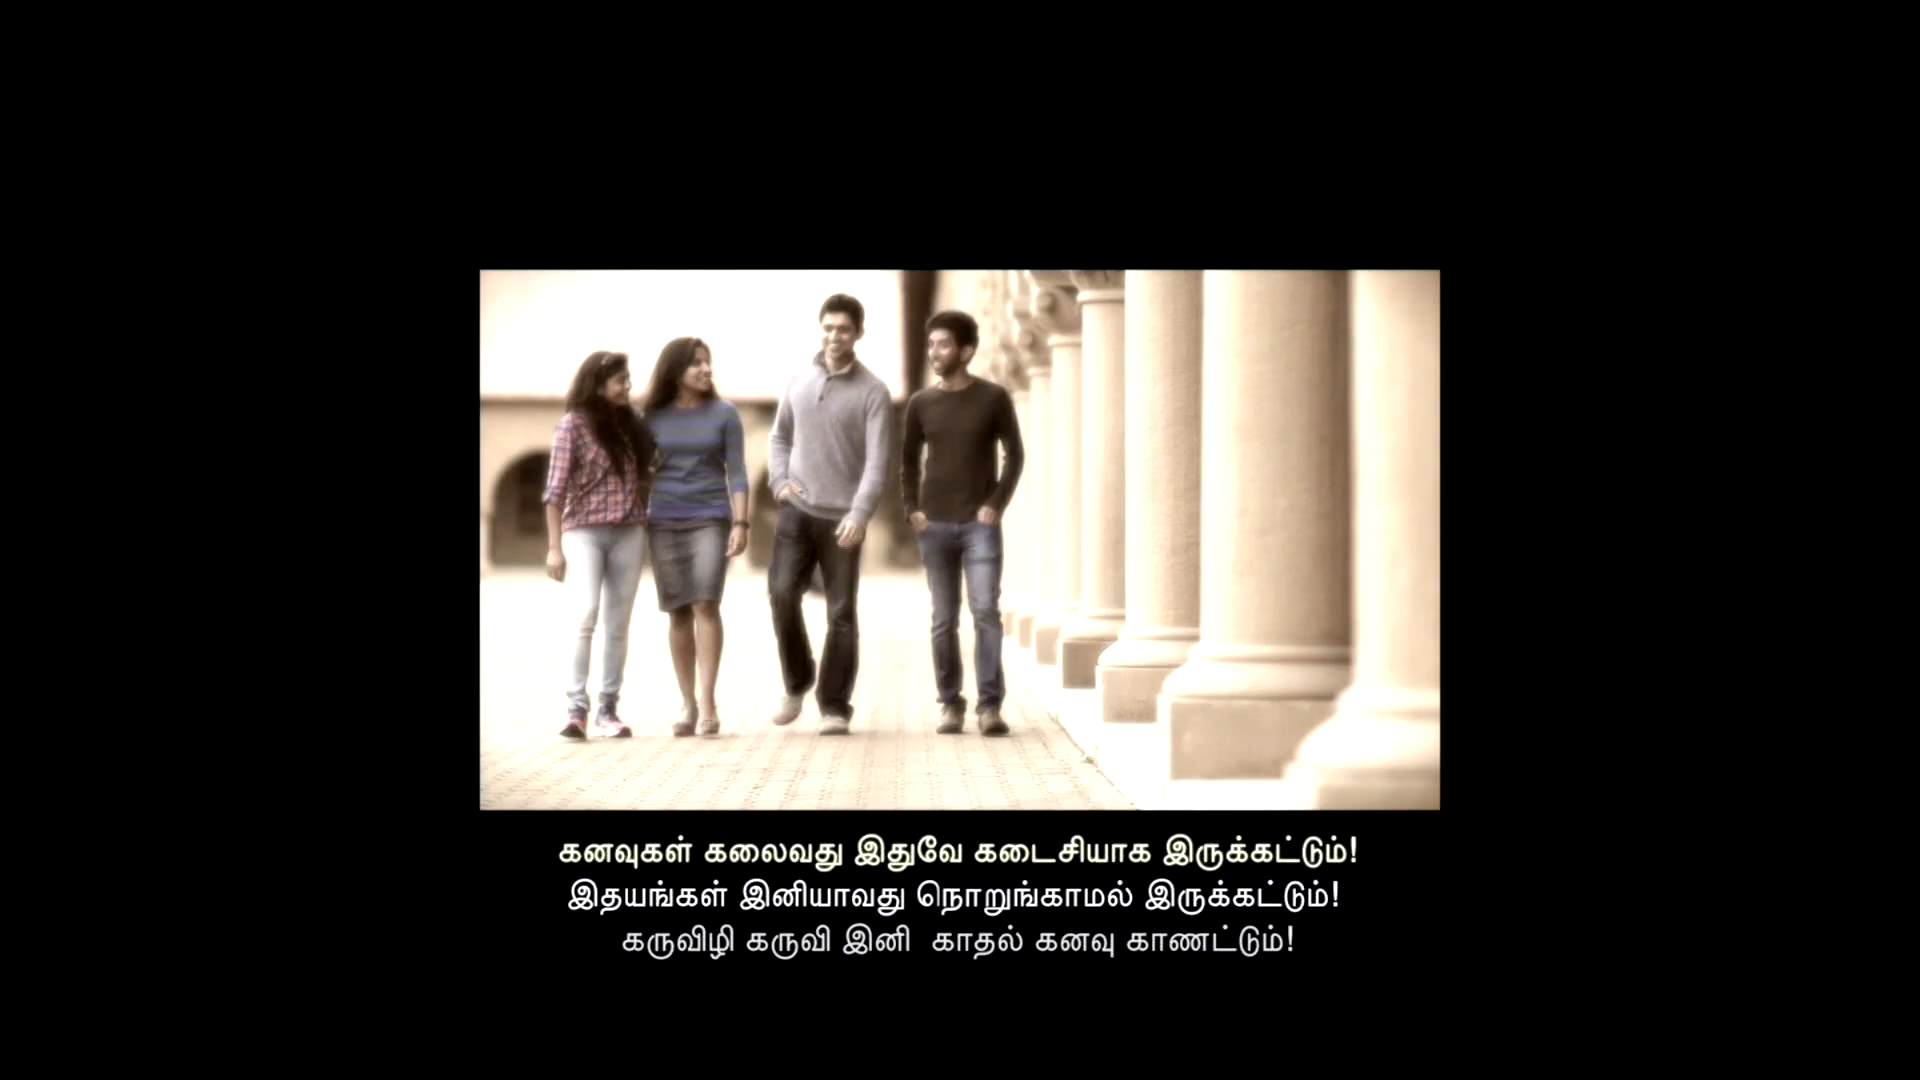 கனவுகள் கலைவது இதுவே கடைசியாக இருக்கட்டும்!
இதயங்கள் இனியாவது நொறுங்காமல் இருக்கட்டும்!
கருவிழி கருவி இனி காதல் கனவு காணட்டும்!